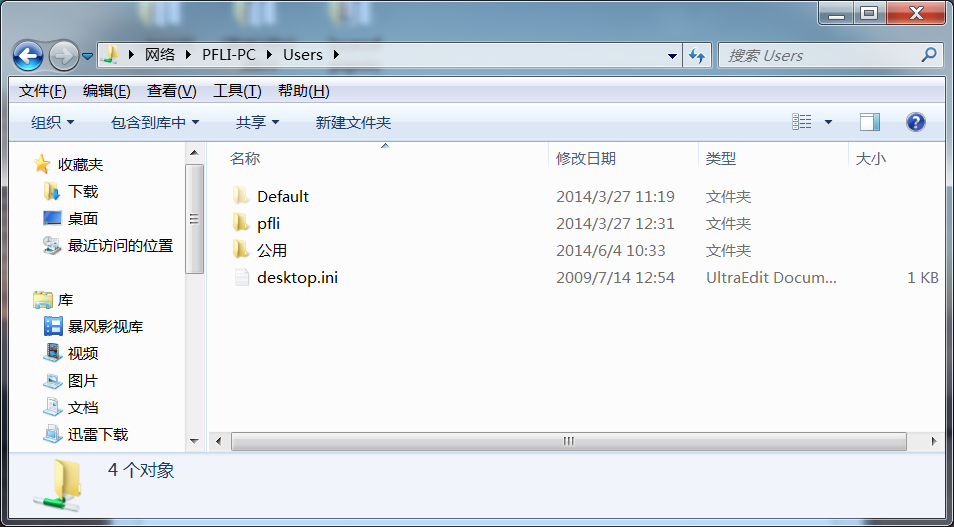 网络 PFLI-PC Users
搜索 Users
文件(F) 编辑(E) 查看(V) 工具(T) 帮助(H)
组织 包含到库中 共享 新建文件夹
收藏夹
下载
桌面
最近访问的位置
库
暴风影视库
视频
图片
文档
迅雷下载
名称 修改日期 类型 大小
Default 2014/3/27 11:19 文件夹
pfli 2014/3/27 12:31 文件夹
公用 2014/6/4 10:33 文件夹
desktop.ini 2009/7/14 12:54 UltraEdit Docum... 1 KB
4 个对象